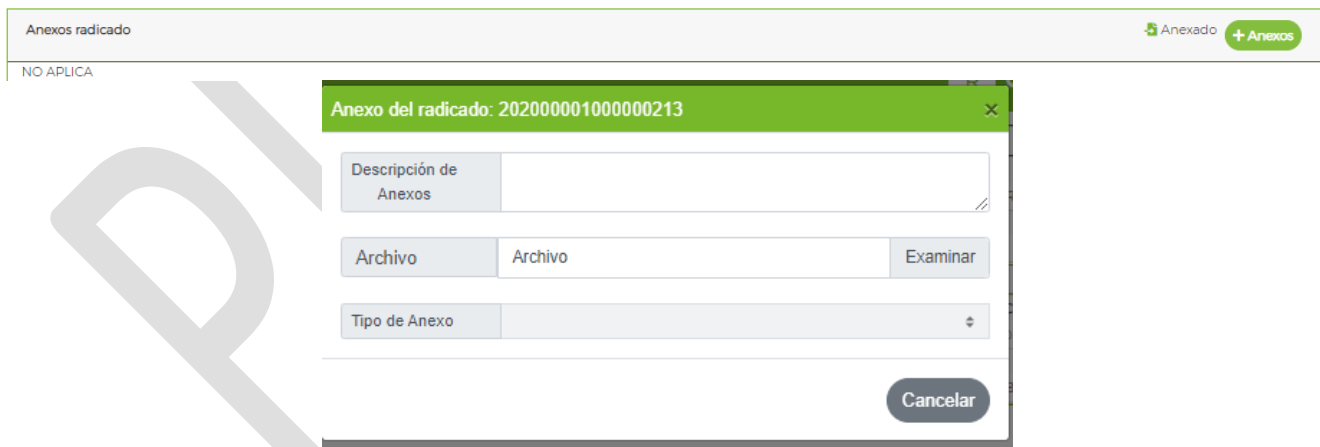 Anexos radicado
Anexado
+ Anexos
NO APLICA
Anexo del radicado: 202000001000000213
×
Descripción de
Anexos
Archivo Archivo Examinar
Tipo de Anexo
Cancelar